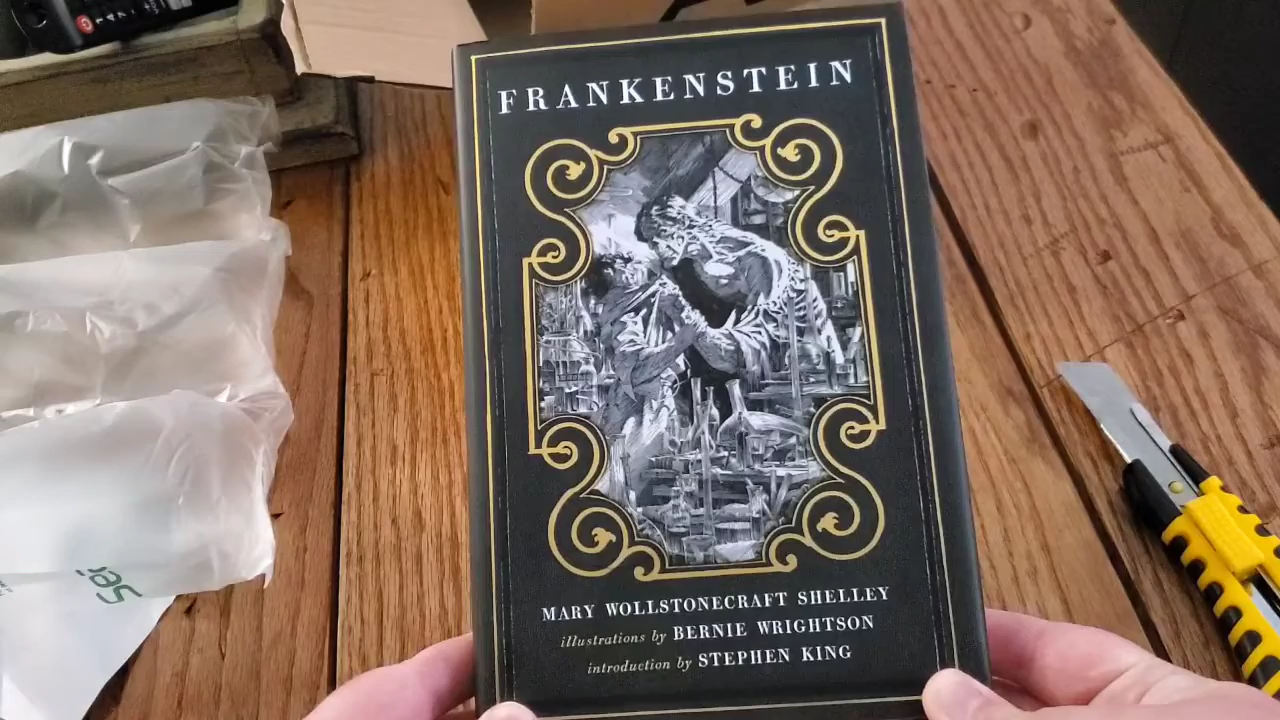 FRANKENSTEIN
MARY WOLLSTONECRAFT SHELLEY
illustrations by BERNIE WRIGHTSON
introduction by STEPHEN KING